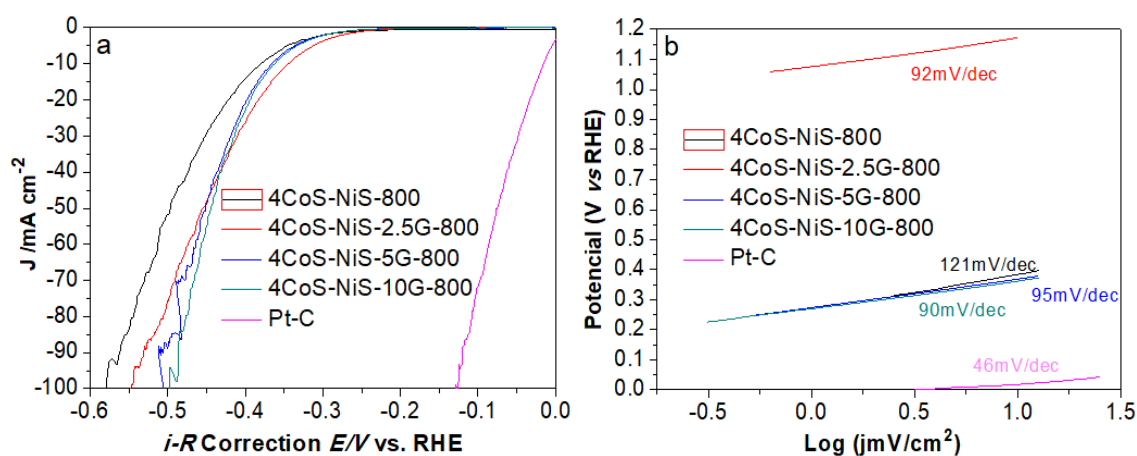 a
0
-10
-20
-30
-40
-50
-60
-70
-80
-90
-100
J /mA cm-2
4CoS-NiS-800
4CoS-NiS-2.5G-800
4CoS-NiS-5G-800
4CoS-NiS-10G-800
Pt-C
-0.6 -0.5 -0.4 -0.3 -0.2 -0.1 0.0
i-R Correction E/V vs. RHE
b
1.2
1.1
1.0
0.9
0.8
0.7
0.6
0.5
0.4
0.3
0.2
0.1
0.0
Potencial (V vs RHE)
92mV/dec
4CoS-NiS-800
4CoS-NiS-2.5G-800
4CoS-NiS-5G-800
4CoS-NiS-10G-800
Pt-C
121mV/dec
95mV/dec
90mV/dec
46mV/dec
-0.5 0.0 0.5 1.0 1.5
Log (jmV/cm2)